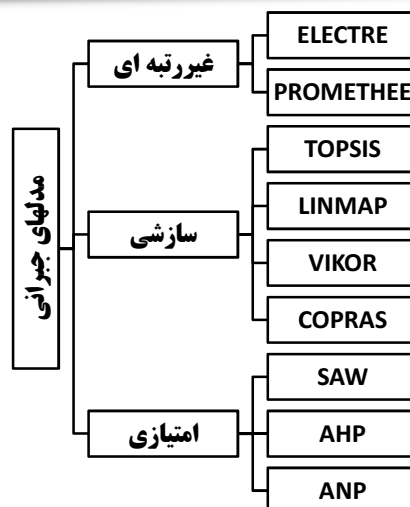 مدلهای جبرانی
غیررتبه ای
ELECTRE
PROMETHEE
سازشی
TOPSIS
LINMAP
VIKOR
COPRAS
امتیازی
SAW
AHP
ANP